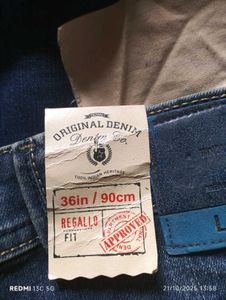 ORIGINAL DENIM
Denim Co.
100% INDIGO HERITAGE
36in / 90cm
REGALLO
FIT
APPROVED
L
REDMI 13C 5G
21/10/2025 13:58